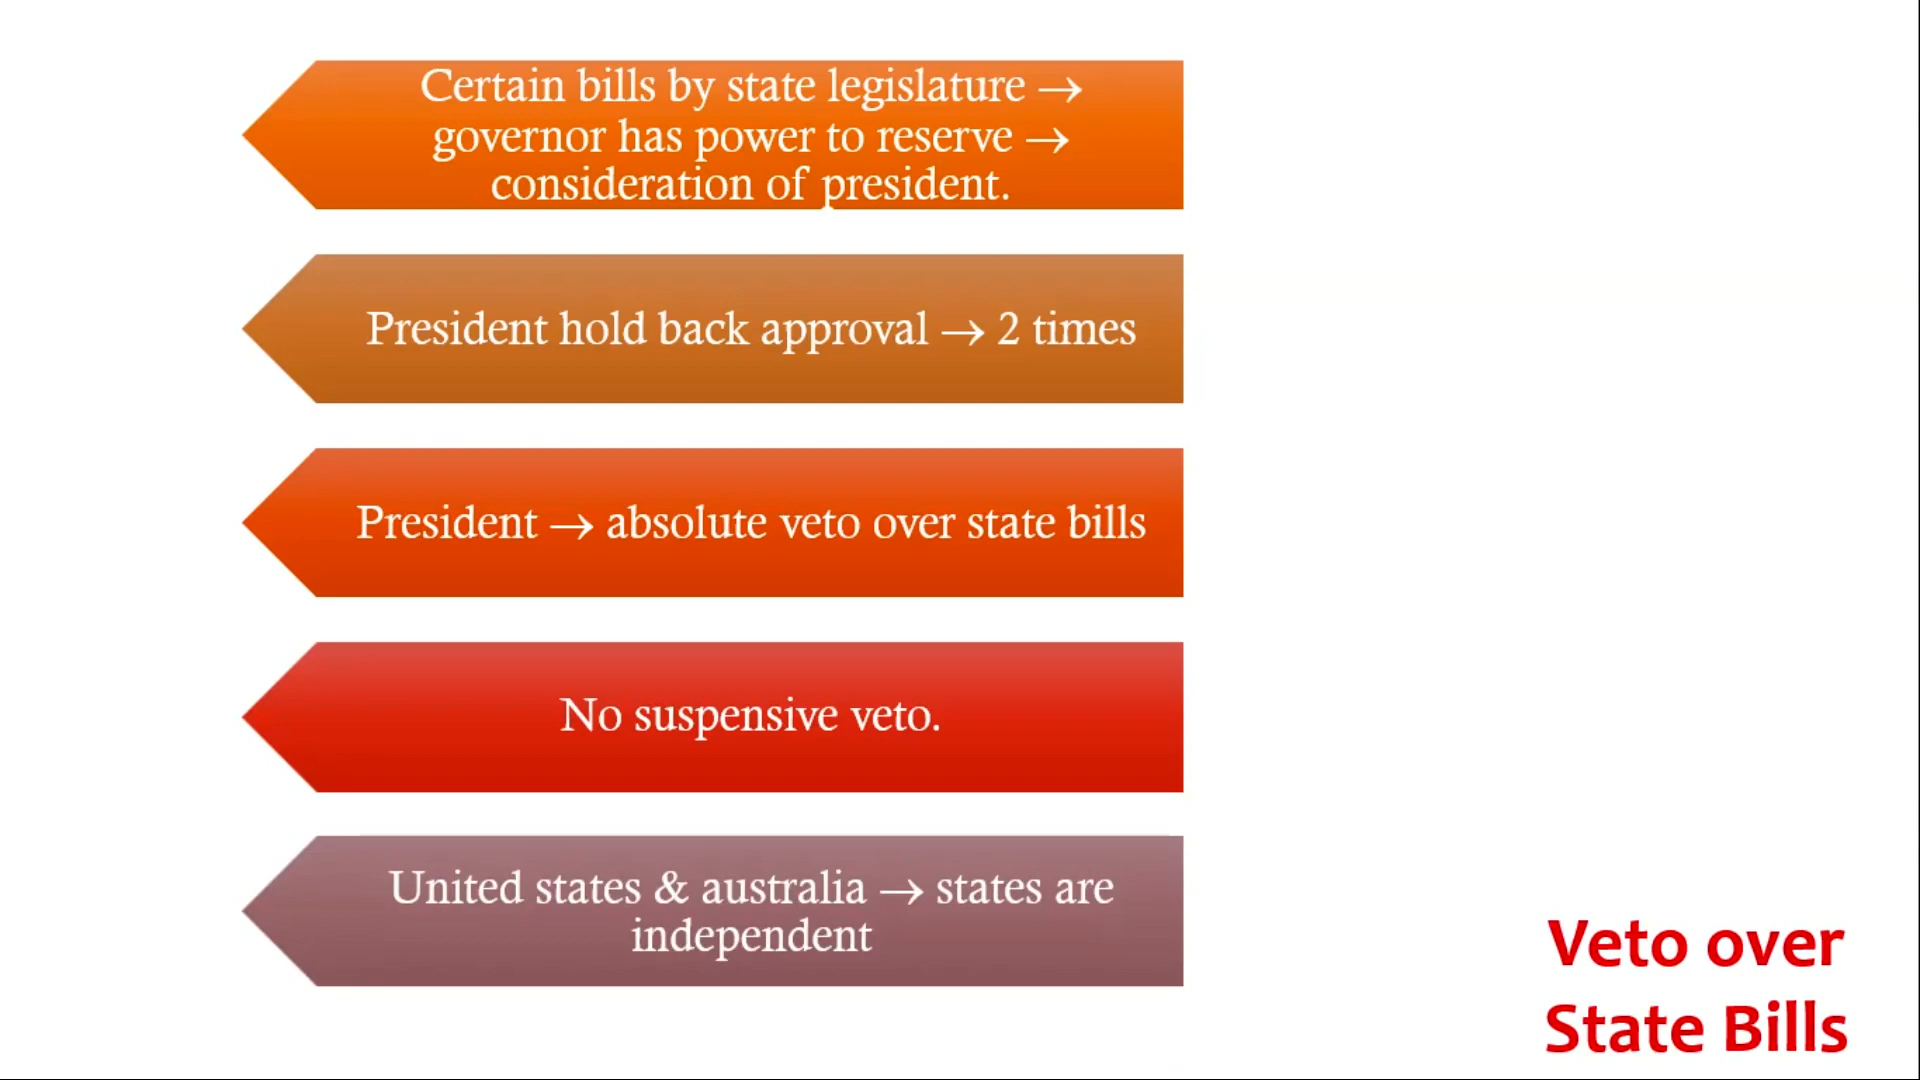 Certain bills by state legislature →
governor has power to reserve →
consideration of president.
President hold back approval → 2 times
President → absolute veto over state bills
No suspensive veto.
United states & australia → states are
independent
Veto over
State Bills